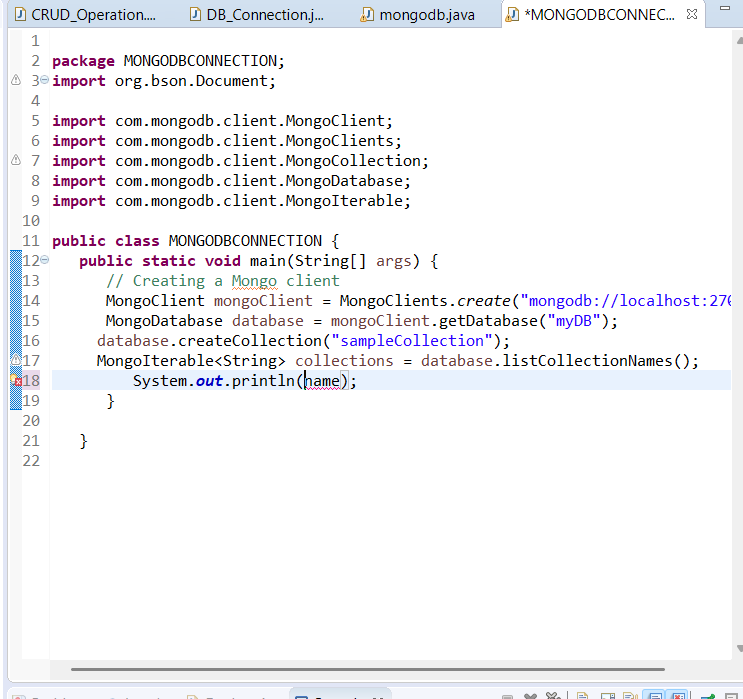 CRUD_Operation.... DB_Connection.j... mongodb.java *MONGODBCONNEC...
1
2 package MONGODBCONNECTION;
3 import org.bson.Document;
4
5 import com.mongodb.client.MongoClient;
6 import com.mongodb.client.MongoClients;
7 import com.mongodb.client.MongoCollection;
8 import com.mongodb.client.MongoDatabase;
9 import com.mongodb.client.MongoIterable;
10
11 public class MONGODBCONNECTION {
12 public static void main(String[] args) {
13 // Creating a Mongo client
14 MongoClient mongoClient = MongoClients.create("mongodb://localhost:270
15 MongoDatabase database = mongoClient.getDatabase("myDB");
16 database.createCollection("sampleCollection");
17 MongoIterable<String> collections = database.listCollectionNames();
18 System.out.println(name);
19 }
20
21 }
22